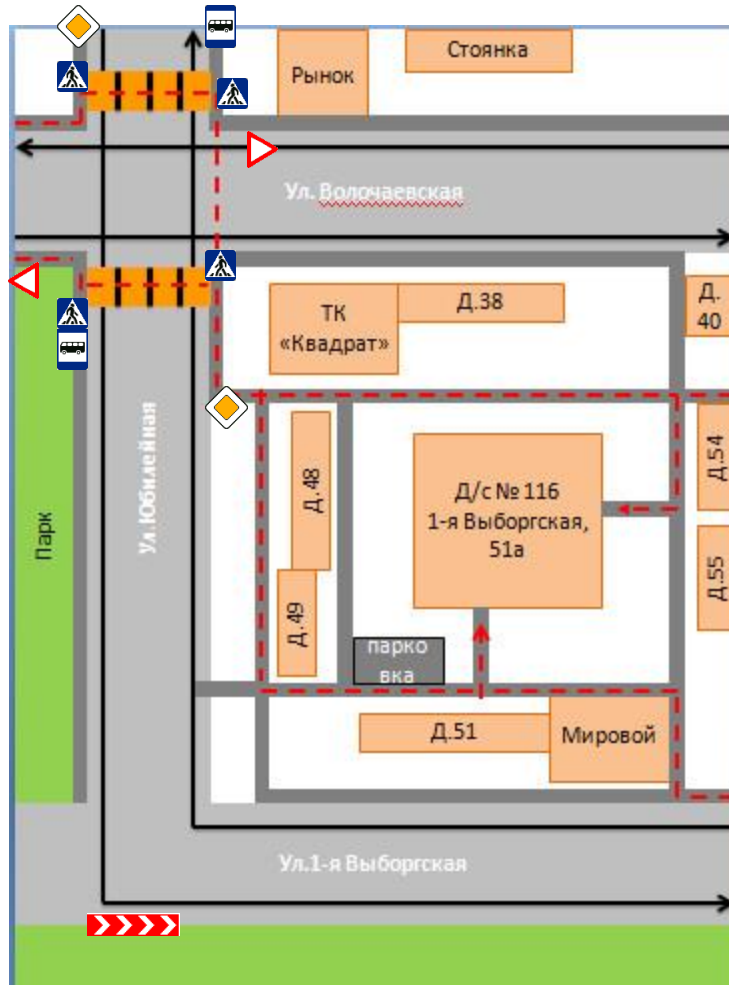 Стоянка
Рынок
Ул. Волочаевская
ТК
«Квадрат»
Д.38
Д.
40
Ул.Юбилейная
Парк
Д.48
Д.49
Д/с № 116
1-я Выборгская,
51а
Д.54
Д.55
парко
вка
Д.51
Мировой
Ул.1-я Выборгская